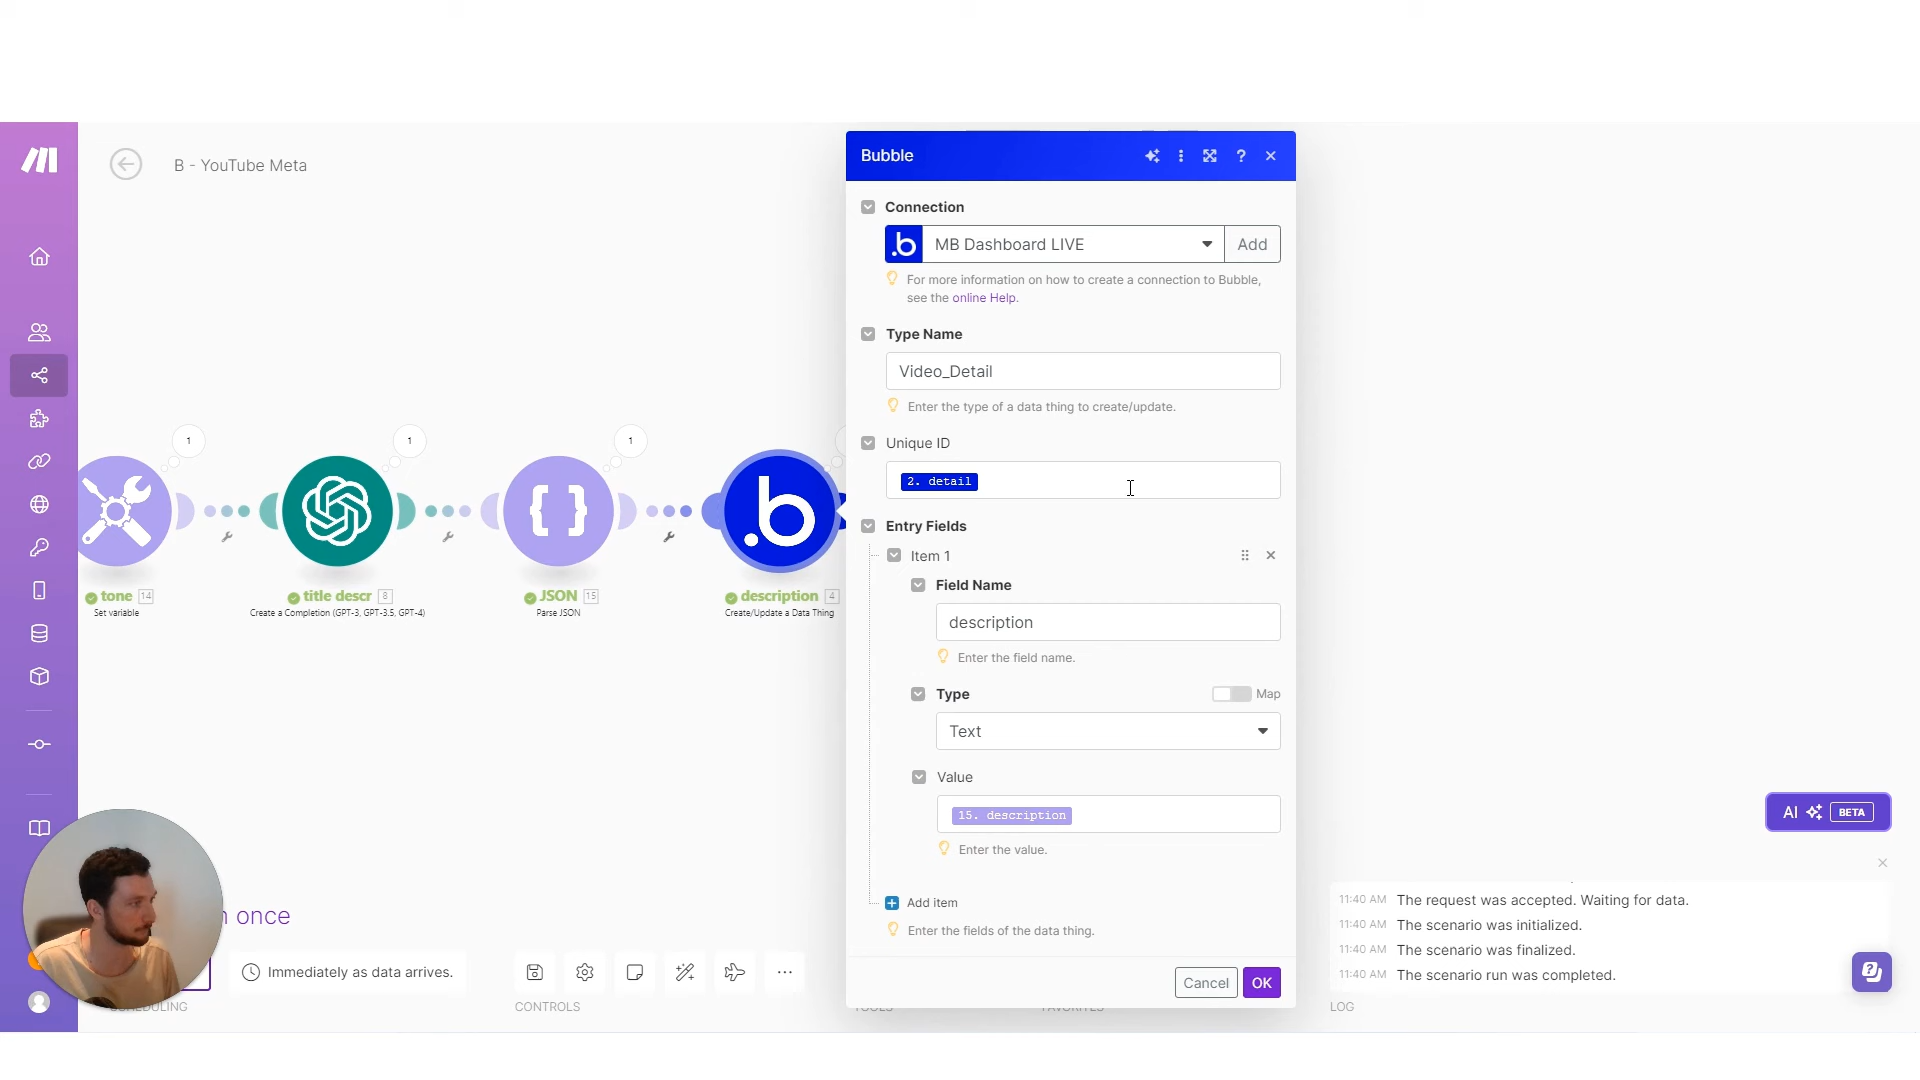 B - YouTube Meta
Bubble
?
Connection
.b
MB Dashboard LIVE
Add
For more information on how to create a connection to Bubble,
see the online Help.
Type Name
Video_Detail
Enter the type of a data thing to create/update.
Unique ID
2. detail
Entry Fields
Item 1
Field Name
description
Enter the field name.
Type
Map
Text
Value
15. description
Enter the value.
Add item
Enter the fields of the data thing.
Cancel
OK
1
1
1
{ }
.b
tone 14
Set variable
title descr 8
Create a Completion (GPT-3, GPT-3.5, GPT-4)
JSON 15
Parse JSON
description 4
Create/Update a Data Thing
once
Immediately as data arrives.
SCHEDULING
CONTROLS
TOOLS
FAVORITES
AI BETA
11:40 AM The request was accepted. Waiting for data.
11:40 AM The scenario was initialized.
11:40 AM The scenario was finalized.
11:40 AM The scenario run was completed.
LOG